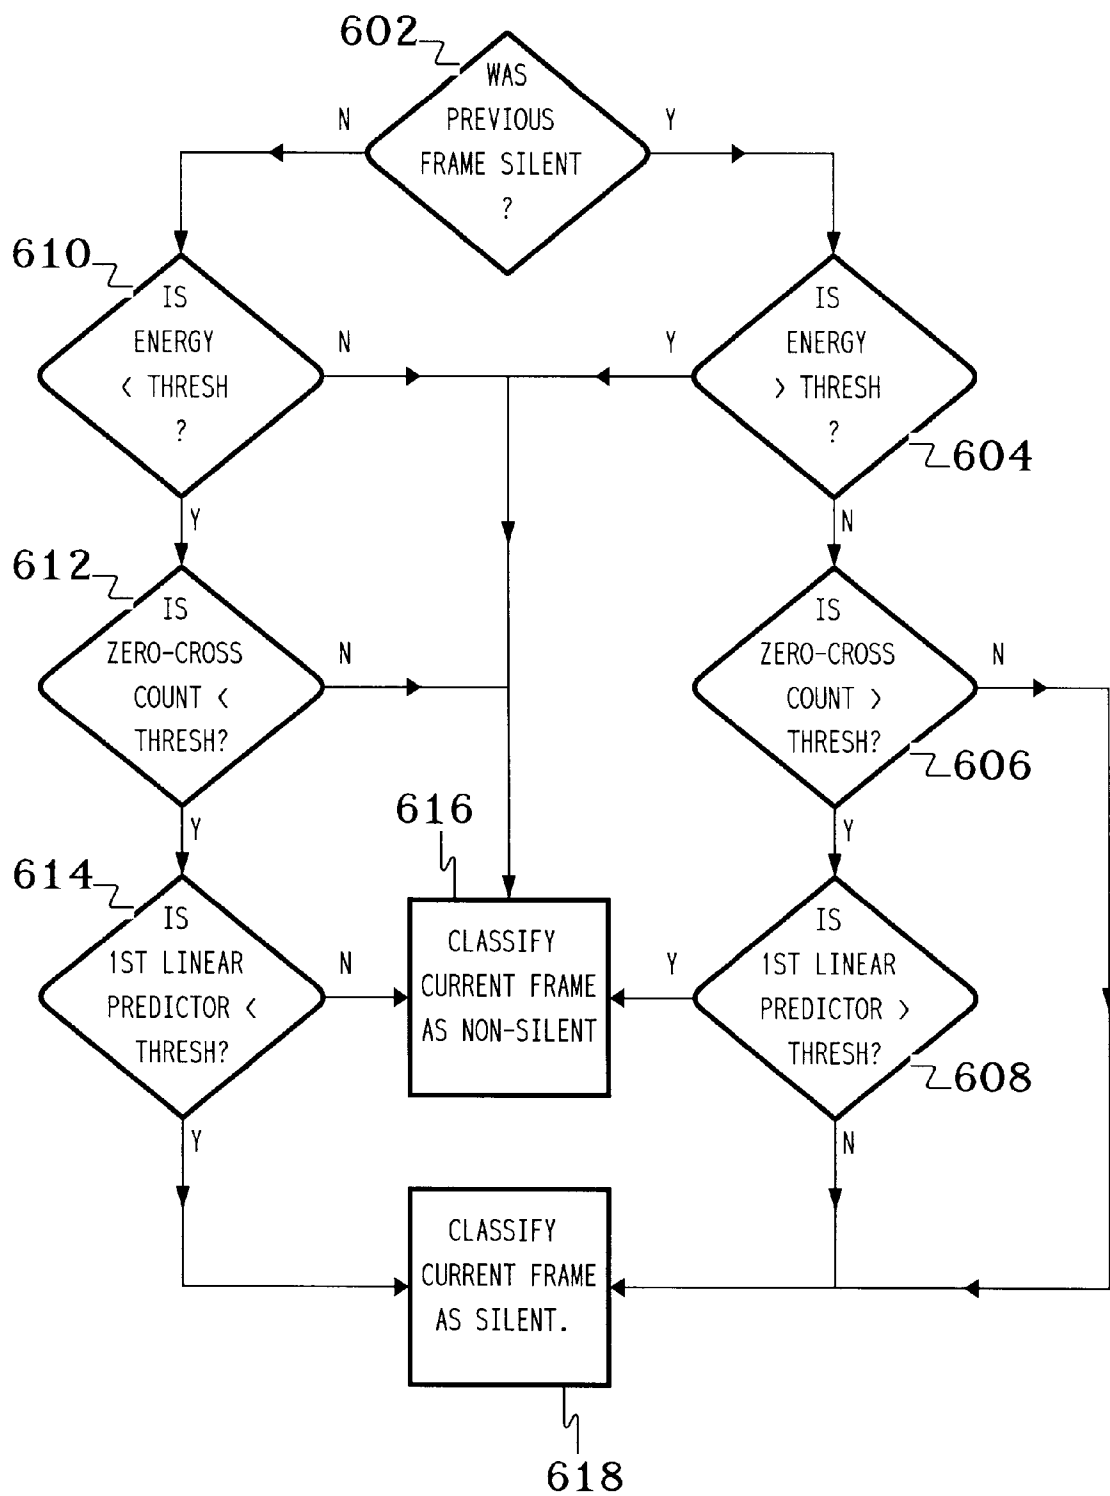 602
WAS
PREVIOUS
FRAME SILENT
?
N
Y
610
IS
ENERGY
< THRESH
?
N
Y
Y
IS
ENERGY
> THRESH
?
604
N
612
IS
ZERO-CROSS
COUNT <
THRESH?
N
Y
IS
ZERO-CROSS
COUNT >
THRESH?
606
N
Y
614
IS
1ST LINEAR
PREDICTOR <
THRESH?
N
Y
616
CLASSIFY
CURRENT FRAME
AS NON-SILENT
Y
IS
1ST LINEAR
PREDICTOR >
THRESH?
608
N
CLASSIFY
CURRENT FRAME
AS SILENT.
618